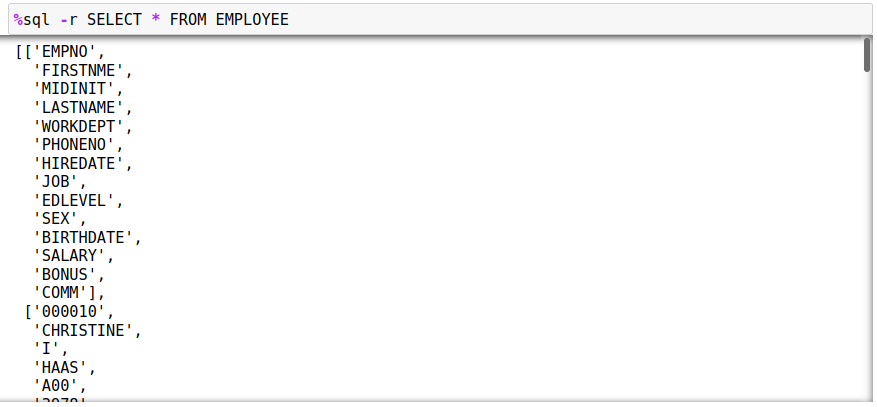 %sql -r SELECT * FROM EMPLOYEE
[['EMPNO',
'FIRSTNME',
'MIDINIT',
'LASTNAME',
'WORKDEPT',
'PHONENO',
'HIREDATE',
'JOB',
'EDLEVEL',
'SEX',
'BIRTHDATE',
'SALARY',
'BONUS',
'COMM'],
['000010',
'CHRISTINE',
'I',
'HAAS',
'A00',